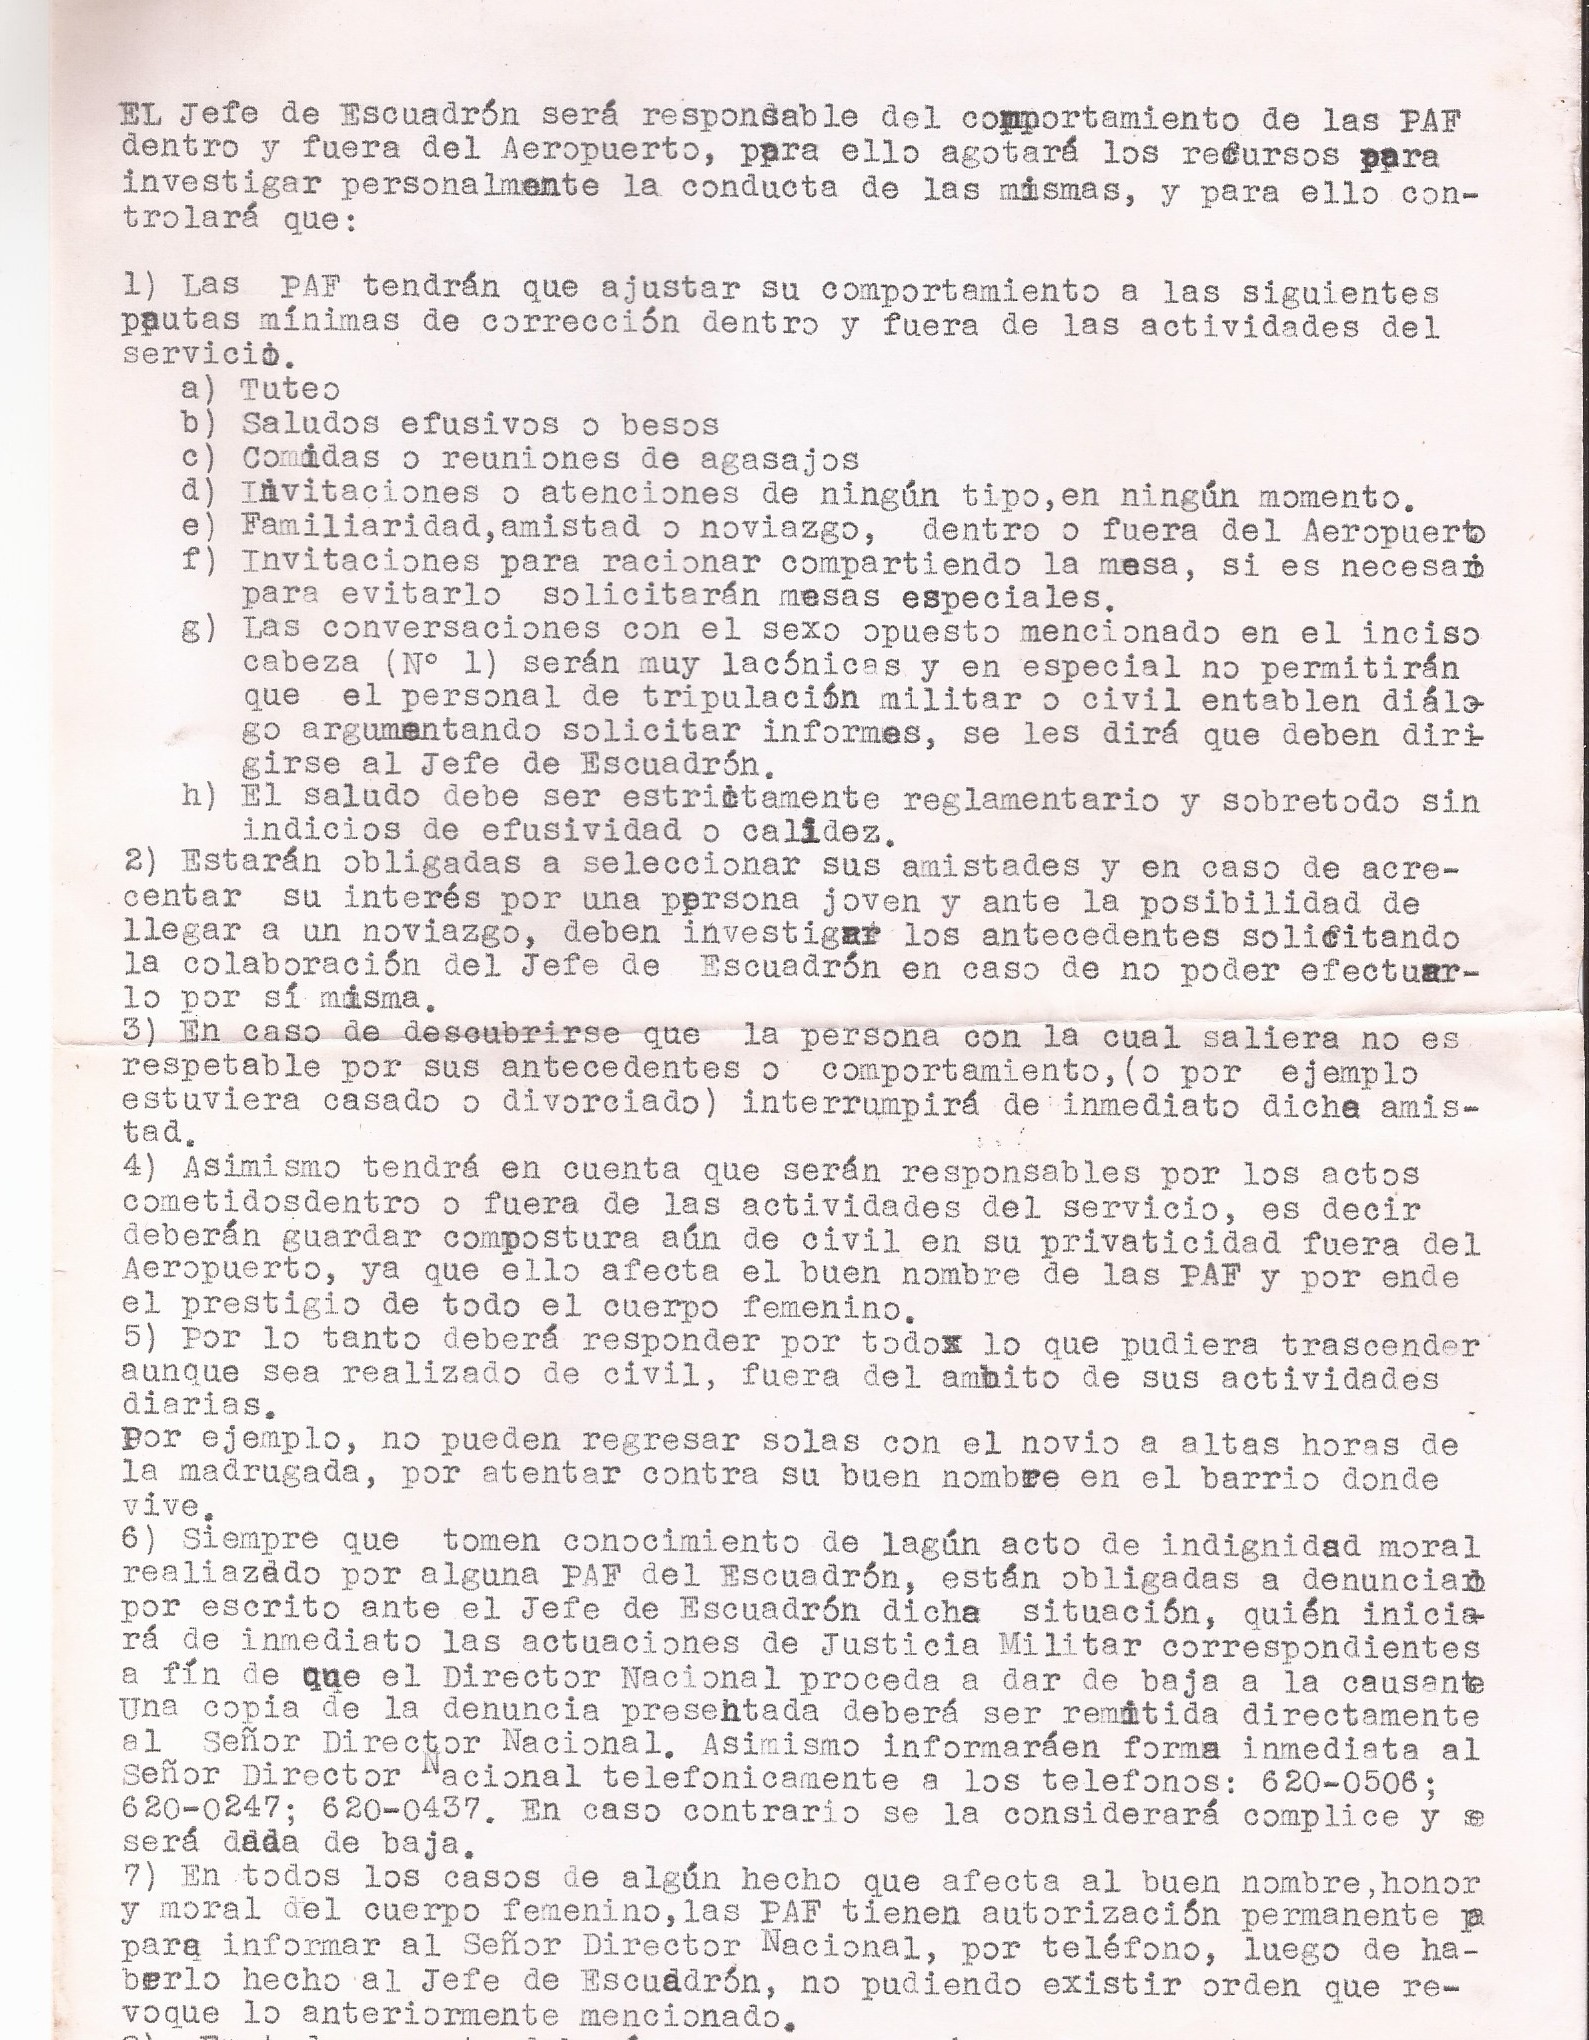 EL Jefe de Escuadrón será responsable del comportamiento de las PAF
dentro y fuera del Aeropuerto, para ello agotará los recursos para
investigar personalmente la conducta de las mismas, y para ello con-
trolará que:
1) Las PAF tendrán que ajustar su comportamiento a las siguientes
pautas mínimas de corrección dentro y fuera de las actividades del
servicio.
a) Tuteo
b) Saludos efusivos o besos
c) Comidas o reuniones de agasajos
d) Invitaciones o atenciones de ningún tipo,en ningún momento.
e) Familiaridad,amistad o noviazgo, dentro o fuera del Aeropuerto
f) Invitaciones para racionar compartiendo la mesa, si es necesario
para evitarlo solicitarán mesas especiales.
g) Las conversaciones con el sexo opuesto mencionado en el inciso
cabeza (Nº 1) serán muy lacónicas y en especial no permitirán
que el personal de tripulación militar o civil entablen diálo-
go argumentando solicitar informes, se les dirá que deben diri-
girse al Jefe de Escuadrón.
h) El saludo debe ser estrictamente reglamentario y sobretodo sin
indicios de efusividad o calidez.
2) Estarán obligadas a seleccionar sus amistades y en caso de acre-
centar su interés por una persona joven y ante la posibilidad de
llegar a un noviazgo, deben investigar los antecedentes solicitando
la colaboración del Jefe de Escuadrón en caso de no poder efectuar-
lo por sí misma.
3) En caso de descubrirse que la persona con la cual saliera no es
respetable por sus antecedentes o comportamiento,(o por ejemplo
estuviera casado o divorciado) interrumpirá de inmediato dicha amis-
tad.
4) Asimismo tendrá en cuenta que serán responsables por los actos
cometidosdentro o fuera de las actividades del servicio, es decir
deberán guardar compostura aún de civil en su privaticidad fuera del
Aeropuerto, ya que ello afecta el buen nombre de las PAF y por ende
el prestigio de todo el cuerpo femenino.
5) Por lo tanto deberá responder por todox lo que pudiera trascender
aunque sea realizado de civil, fuera del ambito de sus actividades
diarias.
Por ejemplo, no pueden regresar solas con el novio a altas horas de
la madrugada, por atentar contra su buen nombre en el barrio donde
vive.
6) Siempre que tomen conocimiento de lagún acto de indignidad moral
realiazado por alguna PAF del Escuadrón, están obligadas a denunciar
por escrito ante el Jefe de Escuadrón dicha situación, quién inicia-
rá de inmediato las actuaciones de Justicia Militar correspondientes
a fín de que el Director Nacional proceda a dar de baja a la causante
Una copia de la denuncia presentada deberá ser remitida directamente
al Señor Director Nacional. Asimismo informaráen forma inmediata al
Señor Director Nacional telefonicamente a los telefonos: 620-0506;
620-0247; 620-0437. En caso contrario se la considerará complice y se
será dada de baja.
7) En todos los casos de algún hecho que afecta al buen nombre,honor
y moral del cuerpo femenino,las PAF tienen autorización permanente pa
para informar al Señor Director Nacional, por teléfono, luego de ha-
berlo hecho al Jefe de Escuadrón, no pudiendo existir orden que re-
voque lo anteriormente mencionado.